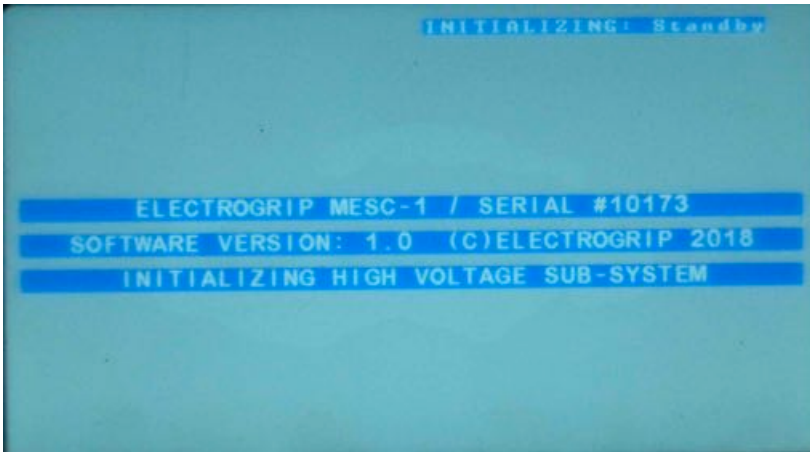 INITIALIZING: Standby
ELECTROGRIP MESC-1 / SERIAL #10173
SOFTWARE VERSION: 1.0 (C)ELECTROGRIP 2018
INITIALIZING HIGH VOLTAGE SUB-SYSTEM